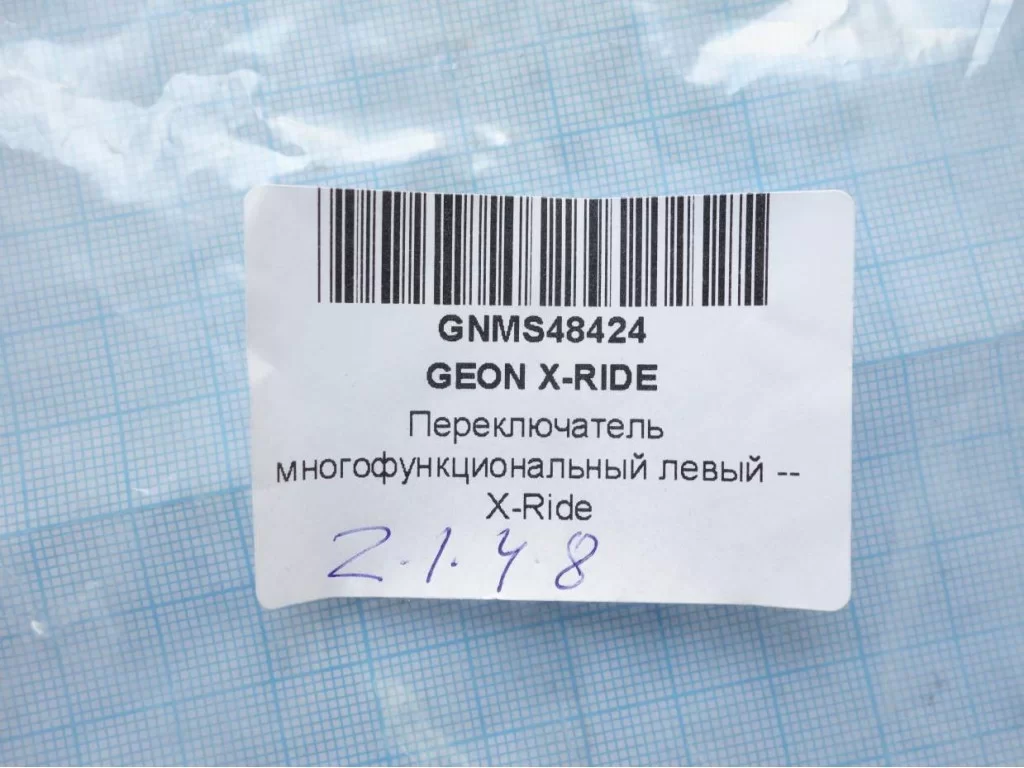 GNMS48424
GEON X-RIDE
Переключатель
многофункциональный левый --
X-Ride
2.1.4.8